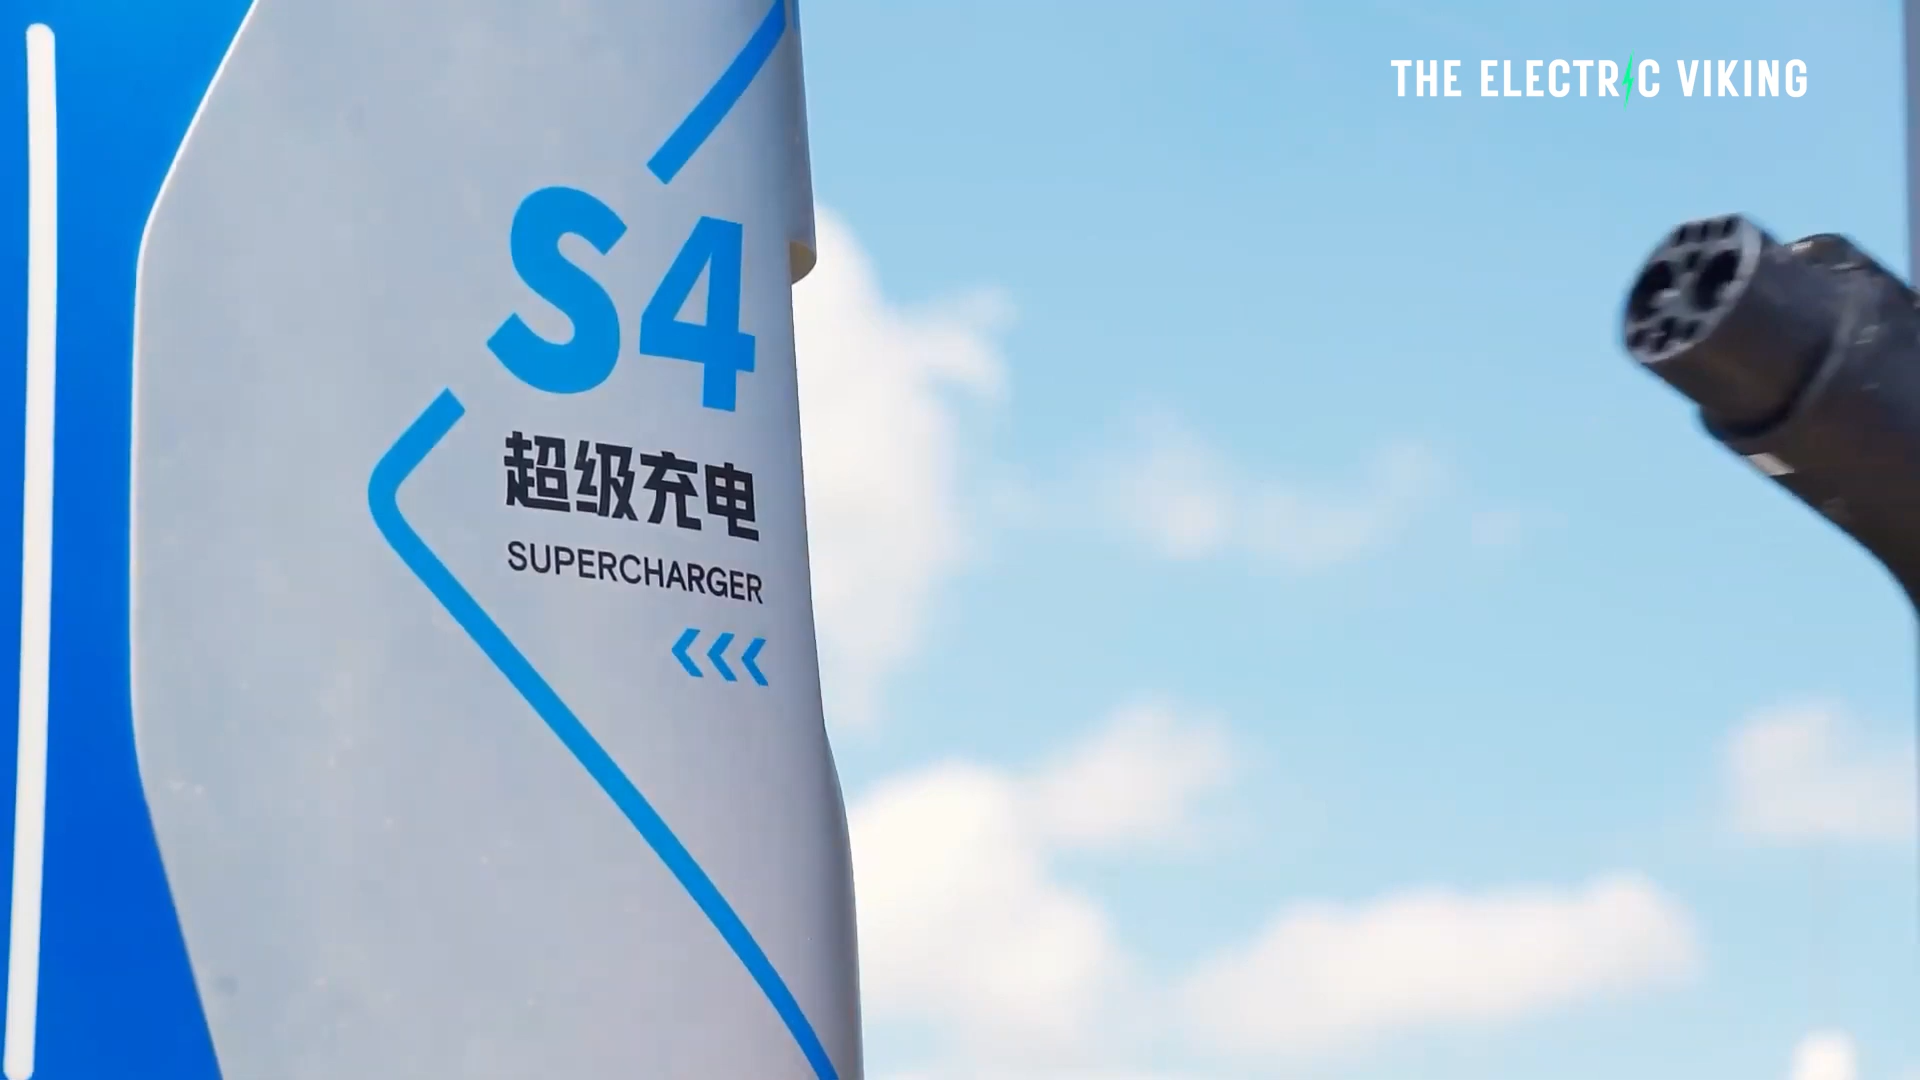 THE ELECTRIC VIKING
S4
超级充电
SUPERCHARGER